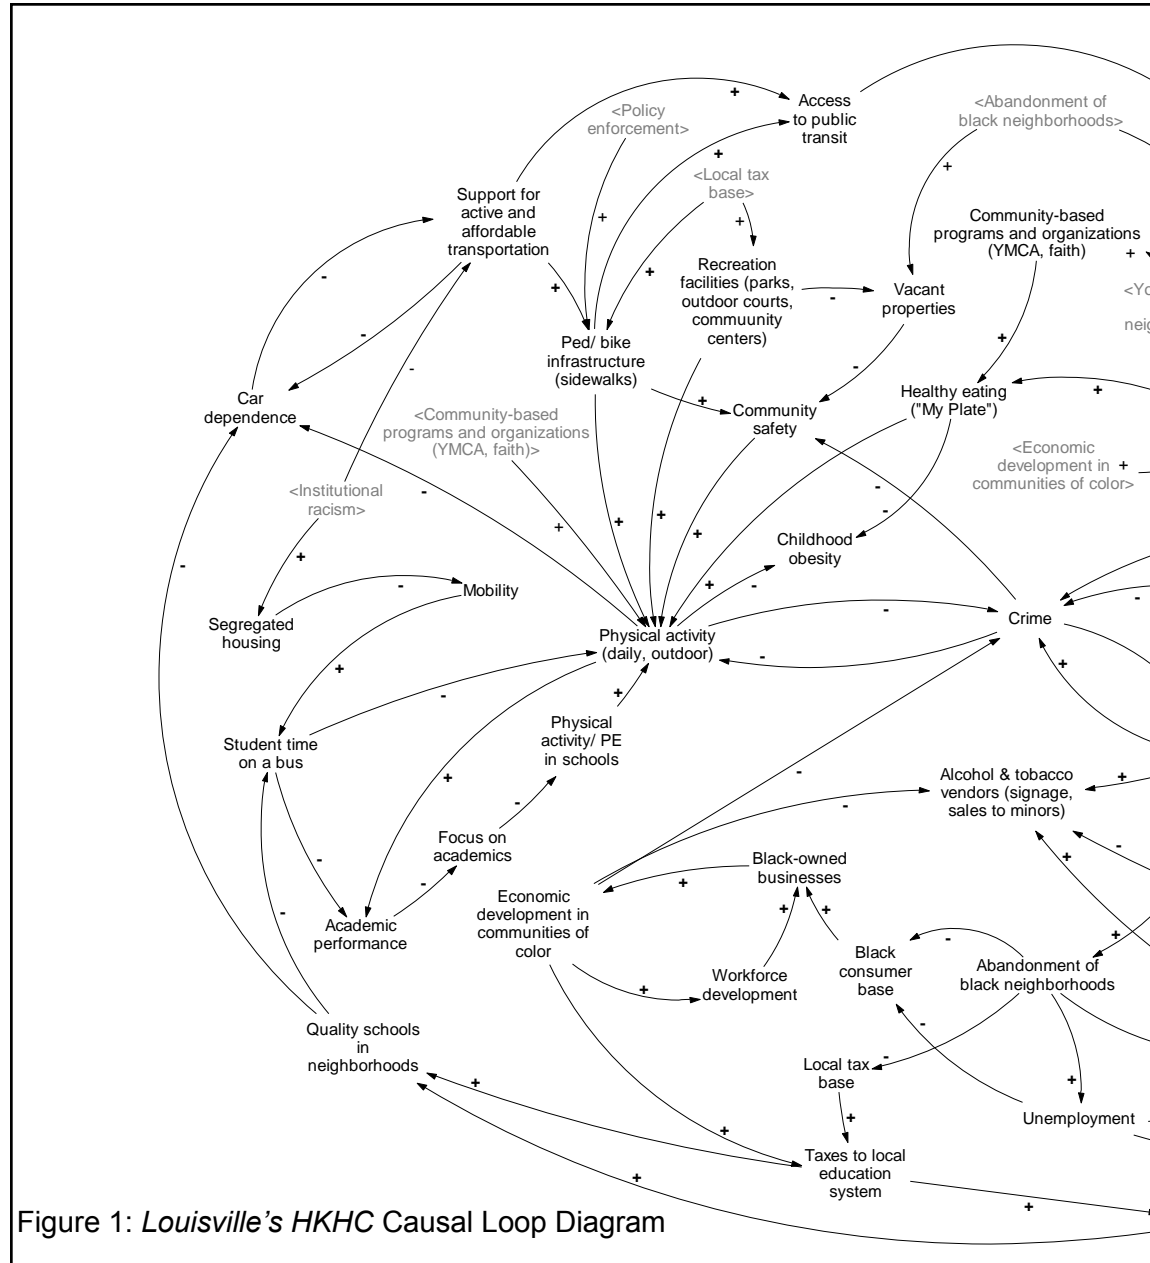 Access
to public
transit
<Policy
enforcement>
<Abandonment of
black neighborhoods>
<Local tax
base>
Support for
active and
affordable
transportation
Community-based
programs and organizations
(YMCA, faith)
Recreation
facilities (parks,
outdoor courts,
commuunity
centers)
Vacant
properties
<Yo
neig
Ped/ bike
infrastructure
(sidewalks)
Car
dependence
<Community-based
programs and organizations
(YMCA, faith)>
Community
safety
Healthy eating
("My Plate")
<Economic
development in
communities of color>
<Institutional
racism>
Childhood
obesity
Mobility
Segregated
housing
Physical activity
(daily, outdoor)
Crime
Physical
activity/ PE
in schools
Student time
on a bus
Alcohol & tobacco
vendors (signage,
sales to minors)
Focus on
academics
Black-owned
businesses
Economic
development in
communities of
color
Academic
performance
Workforce
development
Black
consumer
base
Abandonment of
black neighborhoods
Quality schools
in
neighborhoods
Local tax
base
Unemployment
Taxes to local
education
system
Figure 1: Louisville's HKHC Causal Loop Diagram